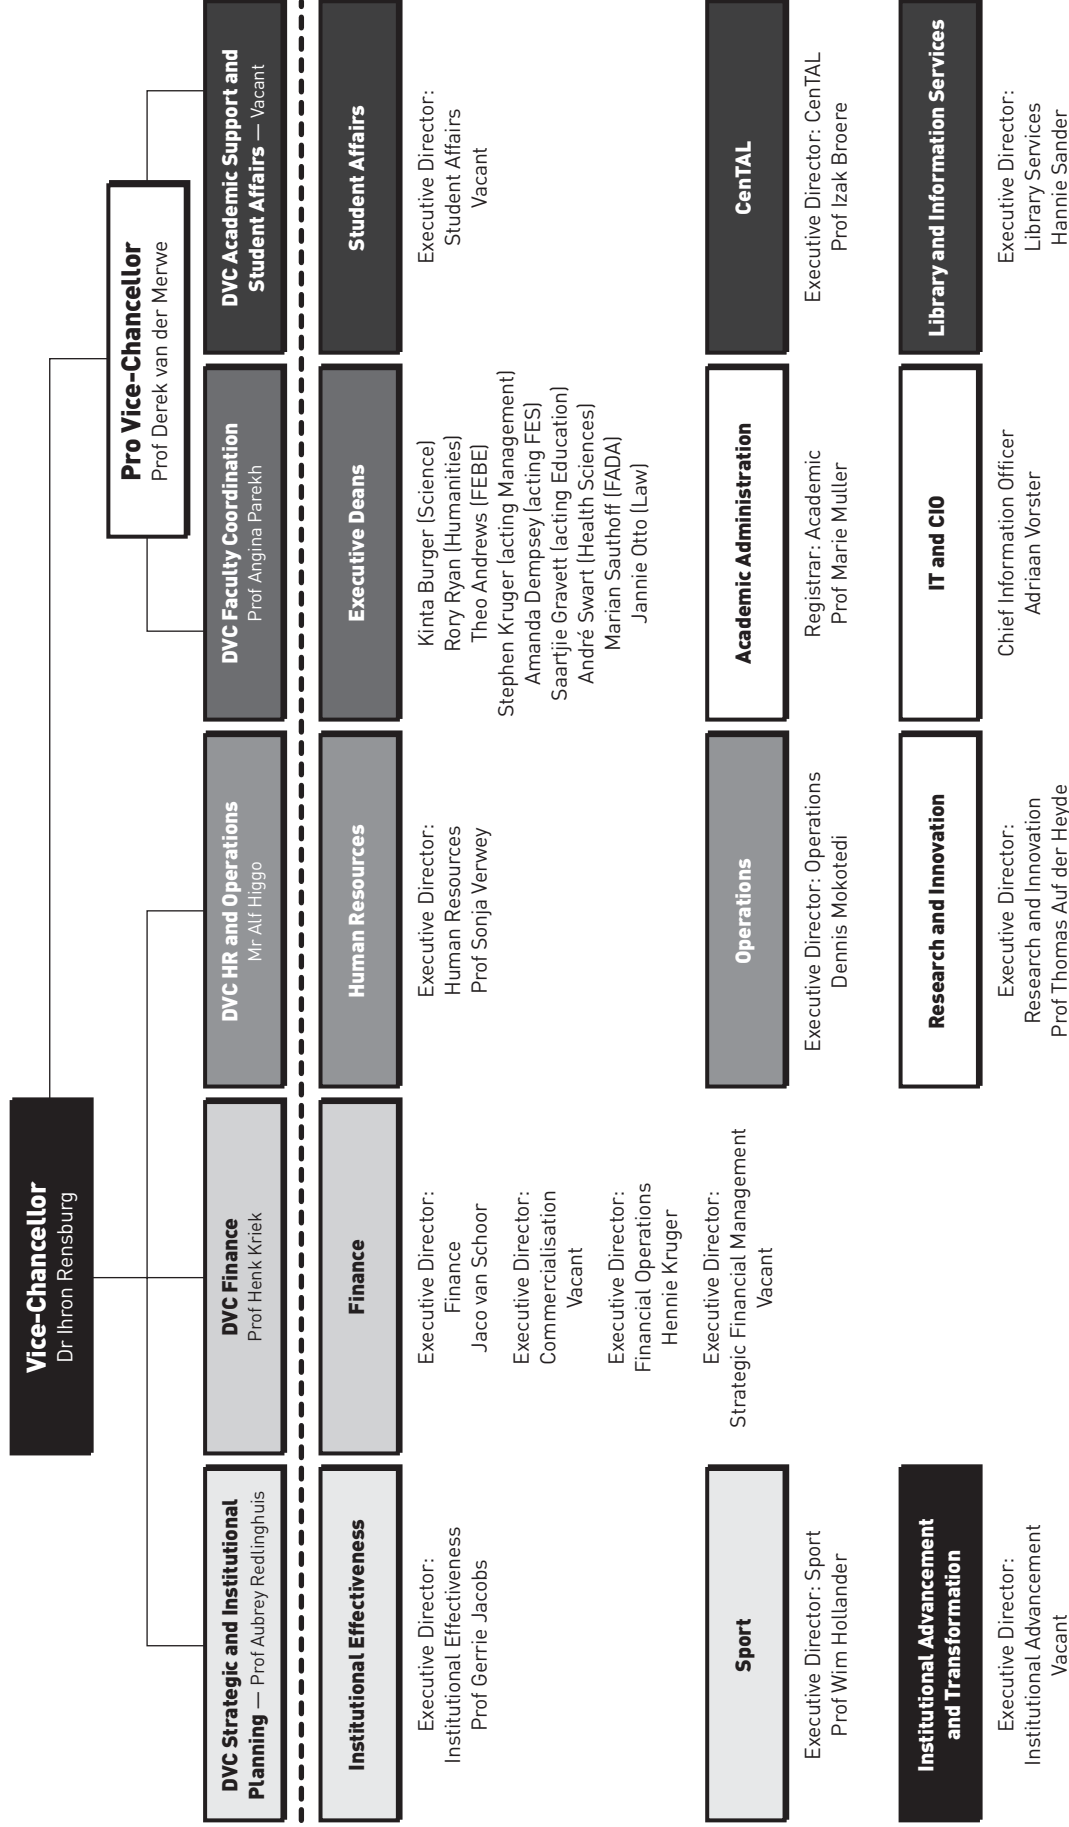 Vice-Chancellor
Dr Ihron Rensburg
Pro Vice-Chancellor
Prof Derek van der Merwe
DVC Strategic and Institutional
Planning — Prof Aubrey Redlinghuis
DVC Finance
Prof Henk Kriek
DVC HR and Operations
Mr Alf Higgo
DVC Faculty Coordination
Prof Angina Parekh
DVC Academic Support and
Student Affairs — Vacant
Institutional Effectiveness
Executive Director:
Institutional Effectiveness
Prof Gerrie Jacobs
Finance
Executive Director:
Finance
Jaco van Schoor
Executive Director:
Commercialisation
Vacant
Executive Director:
Financial Operations
Hennie Kruger
Executive Director:
Strategic Financial Management
Vacant
Human Resources
Executive Director:
Human Resources
Prof Sonja Verwey
Executive Deans
Kinta Burger (Science)
Rory Ryan (Humanities)
Theo Andrews (FEBE)
Stephen Kruger (acting Management)
Amanda Dempsey (acting FES)
Saartjie Gravett (acting Education)
André Swart (Health Sciences)
Marian Sauthoff (FADA)
Jannie Otto (Law)
Student Affairs
Executive Director:
Student Affairs
Vacant
Sport
Executive Director: Sport
Prof Wim Hollander
Operations
Executive Director: Operations
Dennis Mokotedi
Academic Administration
Registrar: Academic
Prof Marie Muller
CenTAL
Executive Director: CenTAL
Prof Izak Broere
Institutional Advancement
and Transformation
Executive Director:
Institutional Advancement
Vacant
Research and Innovation
Executive Director:
Research and Innovation
Prof Thomas Auf der Heyde
IT and CIO
Chief Information Officer
Adriaan Vorster
Library and Information Services
Executive Director:
Library Services
Hannie Sander